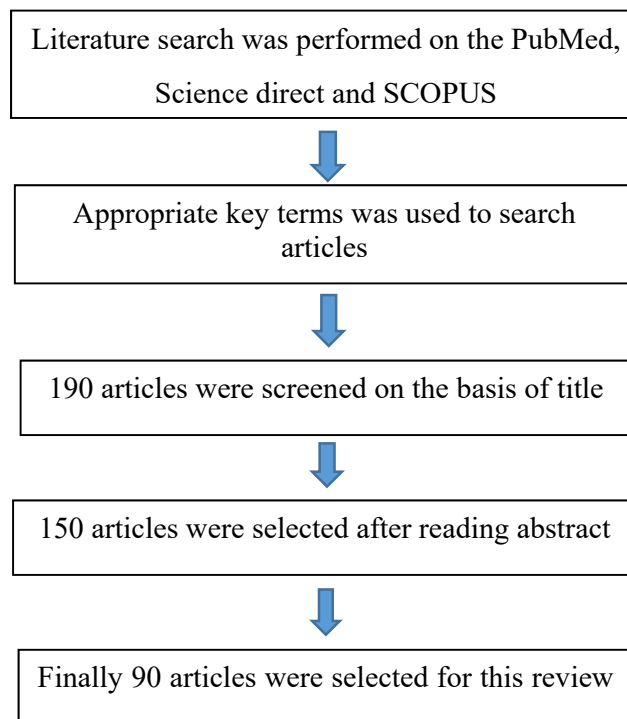 Literature search was performed on the PubMed,
Science direct and SCOPUS
Appropriate key terms was used to search
articles
190 articles were screened on the basis of title
150 articles were selected after reading abstract
Finally 90 articles were selected for this review